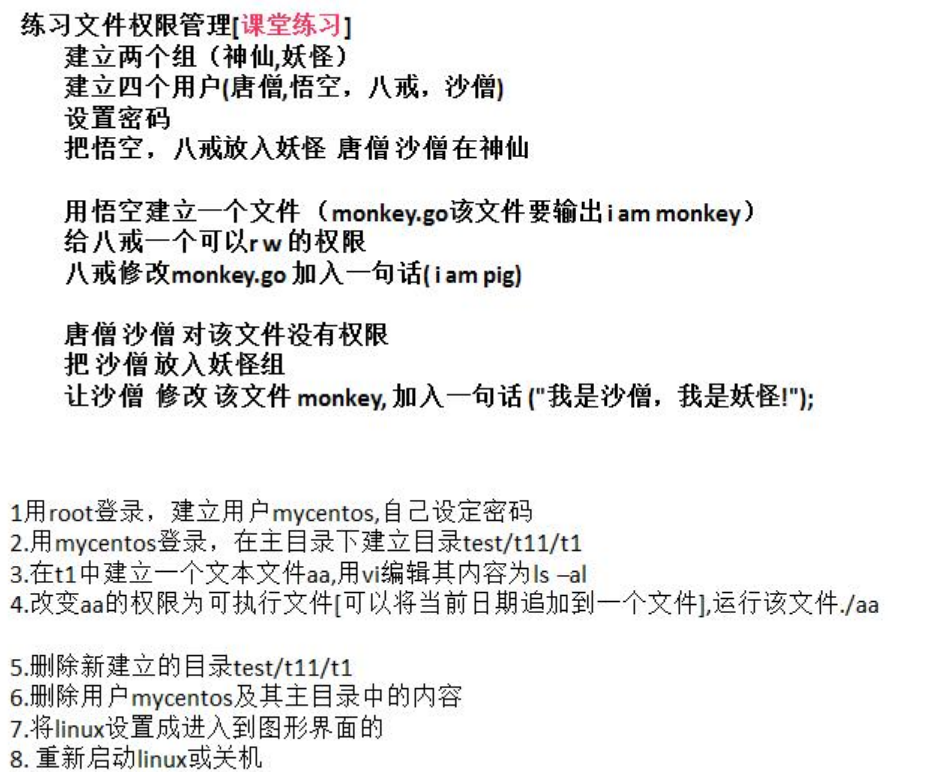 练习文件权限管理[课堂练习]
建立两个组（神仙,妖怪）
建立四个用户(唐僧,悟空，八戒，沙僧)
设置密码
把悟空，八戒放入妖怪 唐僧 沙僧 在神仙
用悟空建立一个文件 （monkey.go该文件要输出i am monkey）
给八戒一个可以r w 的权限
八戒修改monkey.go 加入一句话( i am pig)
唐僧 沙僧 对该文件没有权限
把 沙僧 放入妖怪组
让沙僧 修改 该文件 monkey, 加入一句话 ("我是沙僧，我是妖怪!");
1用root登录，建立用户mycentos,自己设定密码
2.用mycentos登录，在主目录下建立目录test/t11/t1
3.在t1中建立一个文本文件aa,用vi编辑其内容为ls –al
4.改变aa的权限为可执行文件[可以将当前日期追加到一个文件],运行该文件./aa
5.删除新建立的目录test/t11/t1
6.删除用户mycentos及其主目录中的内容
7.将linux设置成进入到图形界面的
8. 重新启动linux或关机